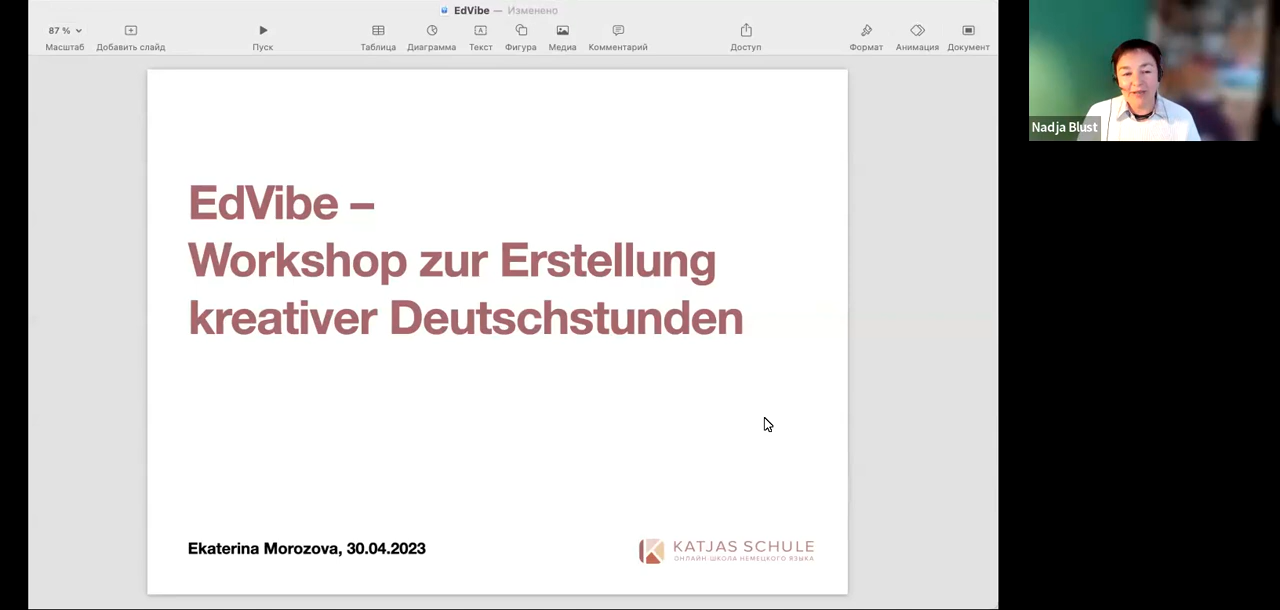 EdVibe — Изменено
87 %
Масштаб
Добавить слайд
Пуск
Таблица
Диаграмма
Текст
Фигура
Медиа
Комментарий
Доступ
Формат
Анимация
Документ
Nadja Blust
EdVibe –
Workshop zur Erstellung
kreativer Deutschstunden
Ekaterina Morozova, 30.04.2023
KATJAS SCHULE
ОНЛАЙН ШКОЛА НЕМЕЦКОГО ЯЗЫКА